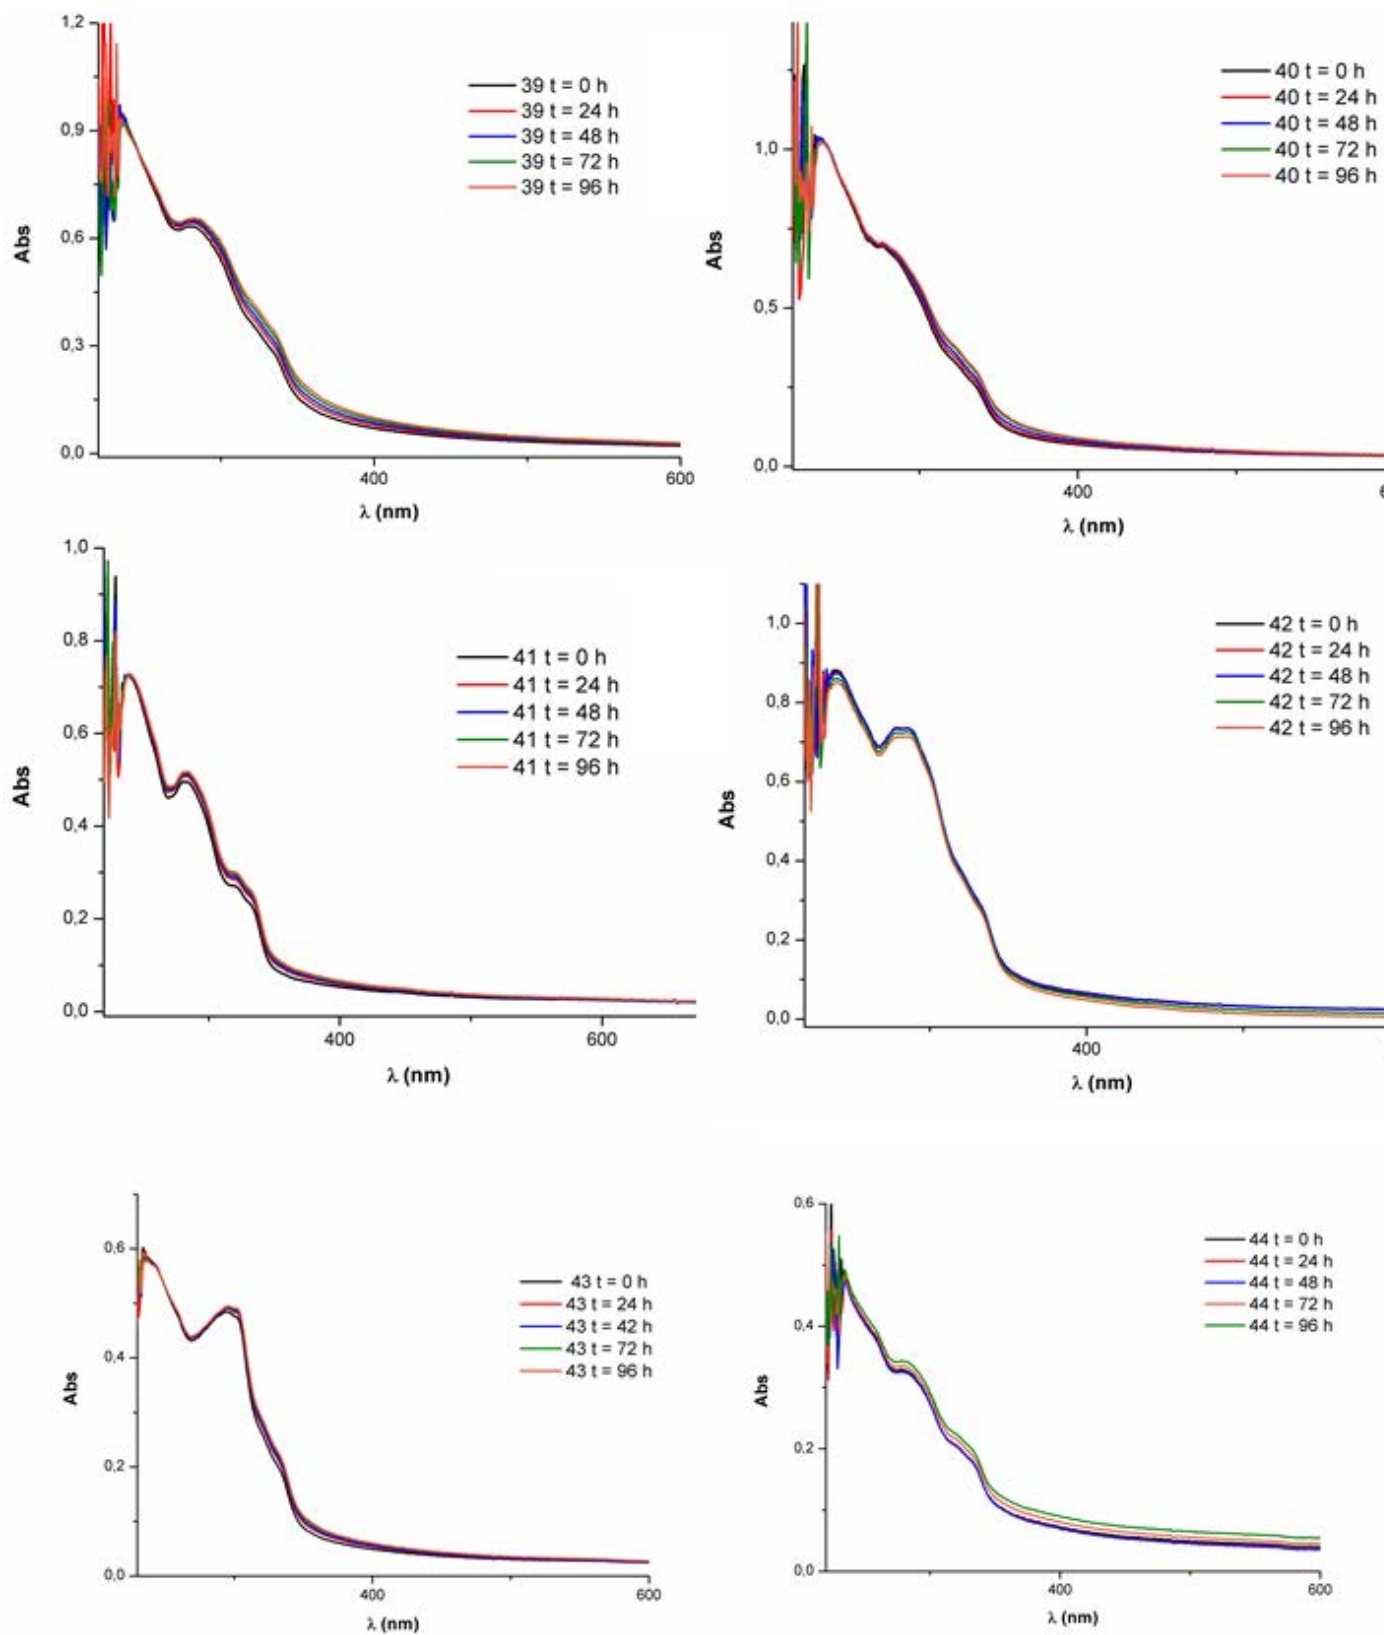 1,2
0,9
0,6
0,3
0,0
Abs
39 t = 0 h
39 t = 24 h
39 t = 48 h
39 t = 72 h
39 t = 96 h
400
600
λ (nm)
1,0
0,5
0,0
Abs
40 t = 0 h
40 t = 24 h
40 t = 48 h
40 t = 72 h
40 t = 96 h
400
λ (nm)
1,0
0,8
0,6
0,4
0,2
0,0
Abs
41 t = 0 h
41 t = 24 h
41 t = 48 h
41 t = 72 h
41 t = 96 h
400
600
λ (nm)
1,0
0,8
0,6
0,4
0,2
0,0
Abs
42 t = 0 h
42 t = 24 h
42 t = 48 h
42 t = 72 h
42 t = 96 h
400
λ (nm)
0,6
0,4
0,2
0,0
Abs
43 t = 0 h
43 t = 24 h
43 t = 42 h
43 t = 72 h
43 t = 96 h
400
600
λ (nm)
0,6
0,4
0,2
0,0
Abs
44 t = 0 h
44 t = 24 h
44 t = 48 h
44 t = 72 h
44 t = 96 h
400
600
λ (nm)